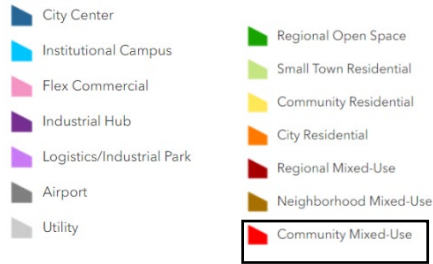 City Center
Institutional Campus
Flex Commercial
Industrial Hub
Logistics/Industrial Park
Airport
Utility
Regional Open Space
Small Town Residential
Community Residential
City Residential
Regional Mixed-Use
Neighborhood Mixed-Use
Community Mixed-Use